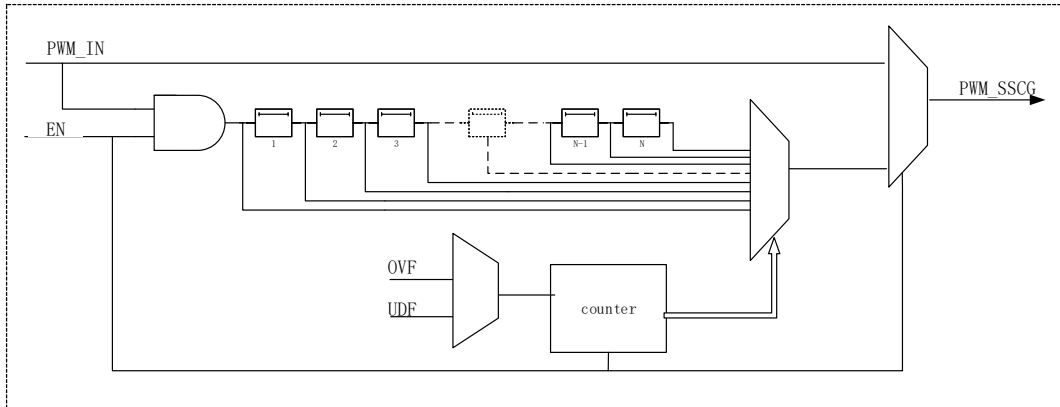 PWM_IN
PWM_SSCG
EN
1 2 3 N-1 N
OVF
UDF
counter